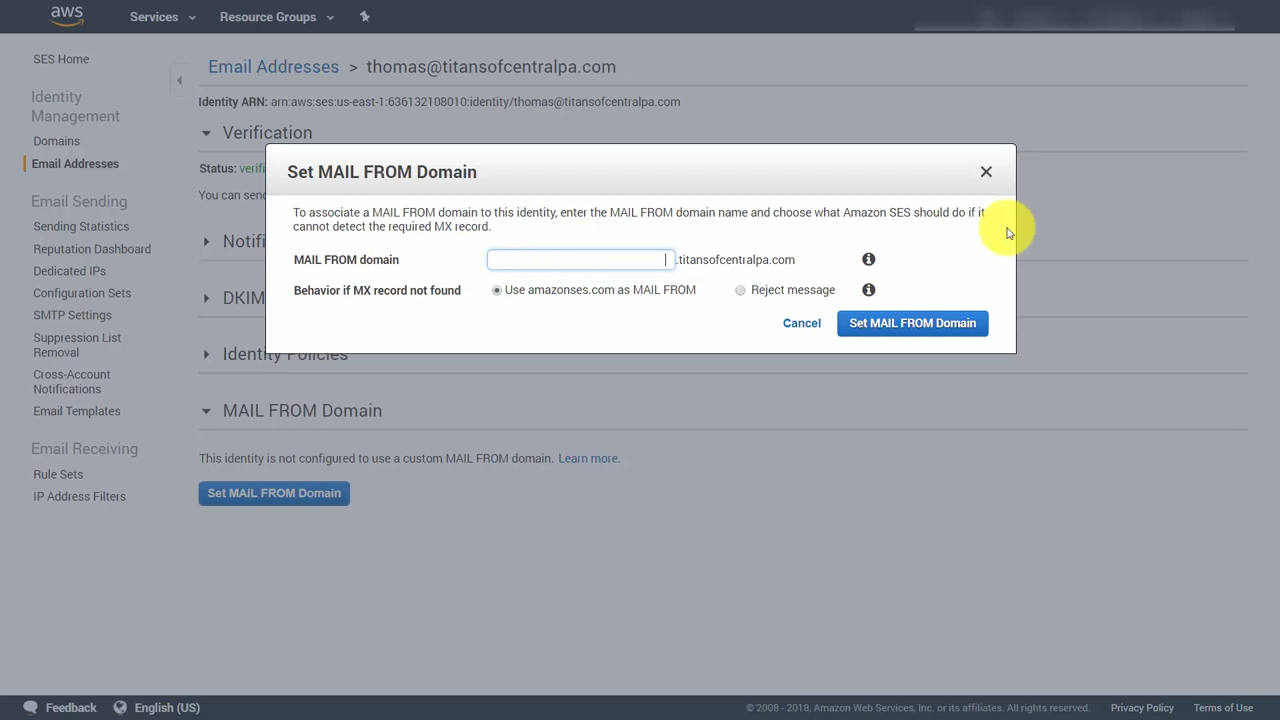 aws
Services
Resource Groups
SES Home
Identity
Management
Domains
Email Addresses
Email Sending
Sending Statistics
Reputation Dashboard
Dedicated IPs
Configuration Sets
SMTP Settings
Suppression List
Removal
Cross-Account
Notifications
Email Templates
Email Receiving
Rule Sets
IP Address Filters
Email Addresses > thomas@titansofcentralpa.com
Identity ARN: arn:aws:ses:us-east-1:636132108010:identity/thomas@titansofcentralpa.com
Verification
Status: verifi
You can send
Notifi
DKIM
Identity Policies
Set MAIL FROM Domain
To associate a MAIL FROM domain to this identity, enter the MAIL FROM domain name and choose what Amazon SES should do if it
cannot detect the required MX record.
MAIL FROM domain .titansofcentralpa.com
Behavior if MX record not found Use amazonses.com as MAIL FROM Reject message
Cancel Set MAIL FROM Domain
MAIL FROM Domain
This identity is not configured to use a custom MAIL FROM domain. Learn more.
Set MAIL FROM Domain
Feedback English (US)
© 2008 - 2018, Amazon Web Services, Inc. or its affiliates. All rights reserved. Privacy Policy Terms of Use